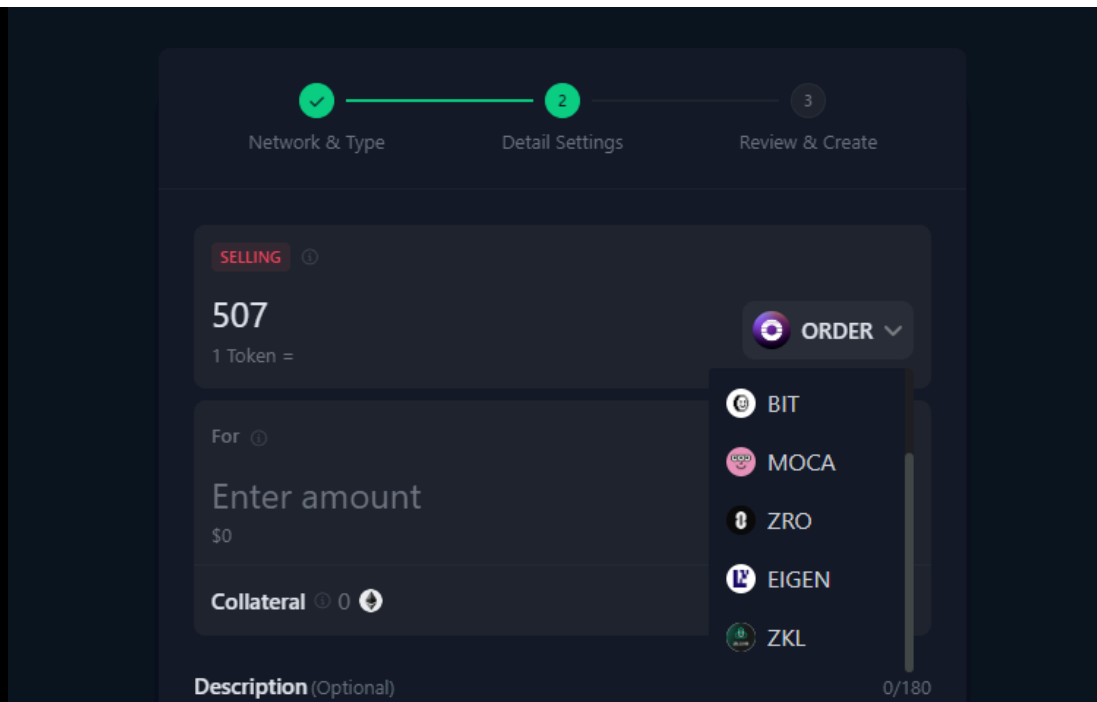 2
3
Network & Type
Detail Settings
Review & Create
SELLING
507
ORDER
1 Token =
BIT
For
MOCA
Enter amount
ZRO
$0
EIGEN
Collateral 0
ZKL
Description (Optional)
0/180